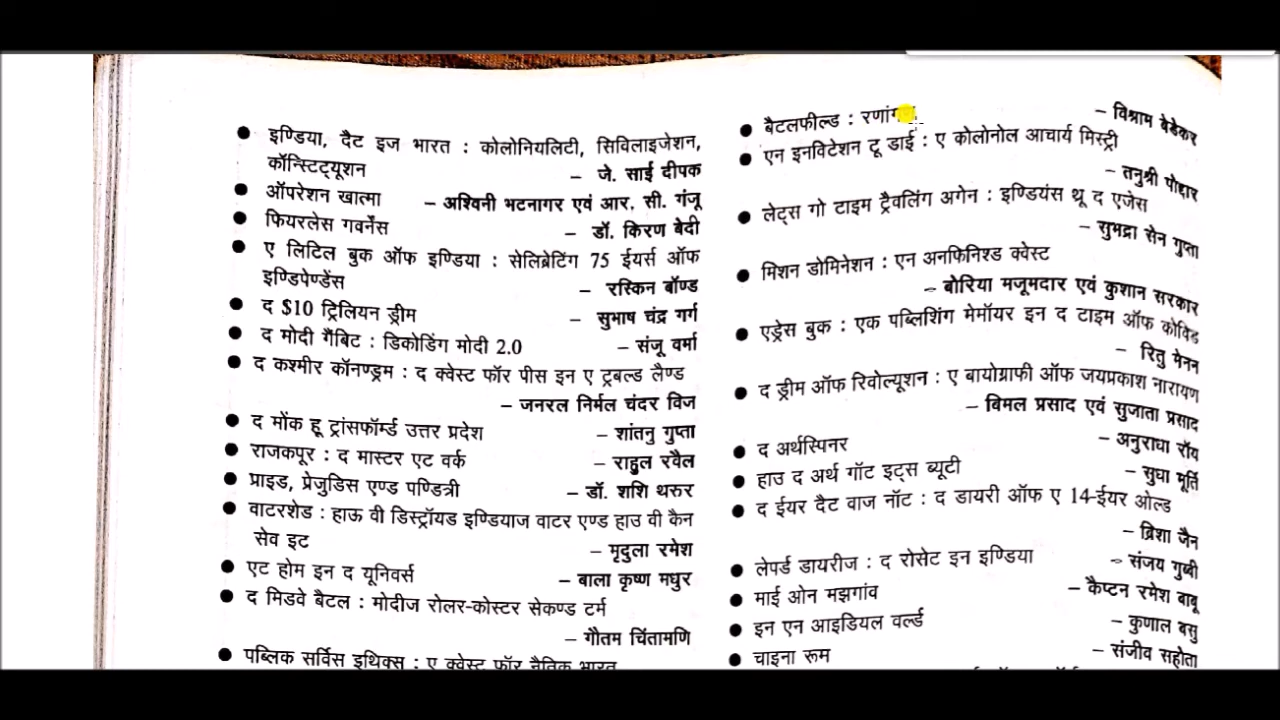 ● इण्डिया, दैट इज भारत : कोलोनियलिटी, सिविलाइजेशन,
कॉन्स्टिट्यूशन – जे. साई दीपक
● ऑपरेशन खात्मा – अश्विनी भटनागर एवं आर. सी. गंजू
● फियरलेस गवर्नेंस – डॉ. किरण बेदी
● ए लिटिल बुक ऑफ इण्डिया : सेलिब्रेटिंग 75 ईयर्स ऑफ
इण्डिपेण्डेंस – रस्किन बॉण्ड
● द $10 ट्रिलियन ड्रीम – सुभाष चंद्र गर्ग
● द मोदी गैंबिट : डिकोडिंग मोदी 2.0 – संजू वर्मा
● द कश्मीर कॉनण्ड्रम : द क्वेस्ट फॉर पीस इन ए ट्रबल्ड लैण्ड
– जनरल निर्मल चंदर विज
● द मोंक हू ट्रांसफॉर्म्ड उत्तर प्रदेश – शांतनु गुप्ता
● राजकपूर : द मास्टर एट वर्क – राहुल रवैल
● प्राइड, प्रेजुडिस एण्ड पण्डित्री – डॉ. शशि थरुर
● वाटरशेड : हाऊ वी डिस्ट्रॉयड इण्डियाज वाटर एण्ड हाउ वी कैन
सेव इट – मृदुला रमेश
● एट होम इन द यूनिवर्स – बाला कृष्ण मधुर
● द मिडवे बैटल : मोदीज रोलर-कोस्टर सेकण्ड टर्म
– गौतम चिंतामणि
● पब्लिक सर्विस इथिक्स : ए क्वेस्ट फॉर नैतिक भारत
● बैटलफील्ड : – विश्राम बेडेकर
● एन इनविटेशन टू डाई : ए कोलोनोल आचार्य मिस्ट्री
– तनुश्री पोद्दार
● लेट्स गो टाइम ट्रैवलिंग अगेन : इण्डियंस थ्रू द एजेस
– सुभद्रा सेन गुप्ता
● मिशन डोमिनेशन : एन अनफिनिश्ड क्वेस्ट
– बोरिया मजूमदार एवं कुशान सरकार
● एड्रेस बुक : एक पब्लिशिंग मेमॉयर इन द टाइम ऑफ कोविड
– रितु मेनन
● द ड्रीम ऑफ रिवोल्यूशन : ए बायोग्राफी ऑफ जयप्रकाश नारायण
– बिमल प्रसाद एवं सुजाता प्रसाद
● द अर्थस्पिनर – अनुराधा रॉय
● हाउ द अर्थ गॉट इट्स ब्यूटी – सुधा मूर्ति
● द ईयर दैट वाज नॉट : द डायरी ऑफ ए 14-ईयर ओल्ड
– ब्रिशा जैन
● लेपर्ड डायरीज : द रोसेट इन इण्डिया – संजय गुब्बी
● माई ओन मझगांव – कैप्टन रमेश बाबू
● इन एन आइडियल वर्ल्ड – कुणाल बसु
● चाइना रूम – संजीव सहोता